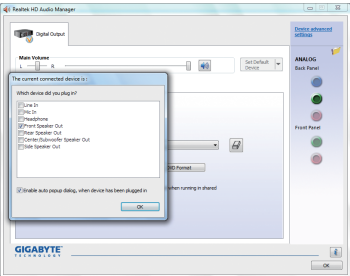 Realtek HD Audio Manager
Digital Output
Device advanced settings
Main Volume
L
R
Set Default Device
ANALOG
Back Panel
Front Panel
The current connected device is :
Which device did you plug in?
Line In
Mic In
Headphone
Front Speaker Out
Rear Speaker Out
Center/Subwoofer Speaker Out
Side Speaker Out
Enable auto popup dialog, when device has been plugged in
OK
Format
when running in shared
GIGABYTE
TECHNOLOGY
OK